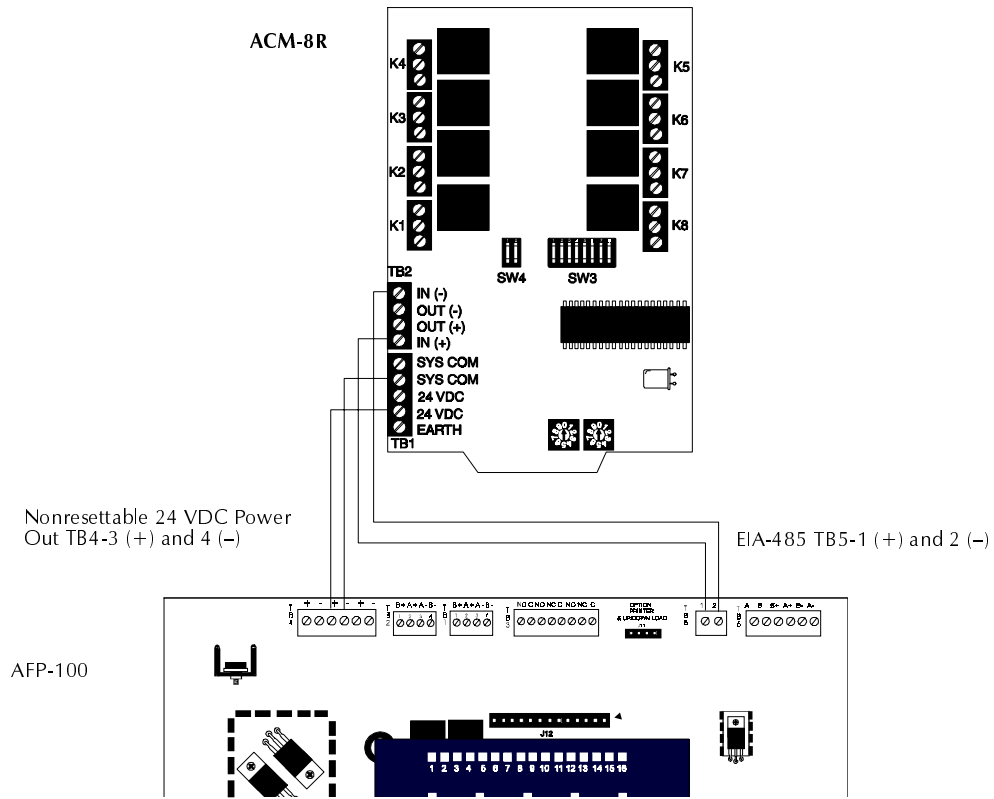 ACM-8R
K4
K3
K2
K1
K5
K6
K7
K8
SW4
SW3
TB2
IN (-)
OUT (-)
OUT (+)
IN (+)
SYS COM
SYS COM
24 VDC
24 VDC
EARTH
TB1
Nonresettable 24 VDC Power
Out TB4-3 (+) and 4 (–)
EIA-485 TB5-1 (+) and 2 (–)
AFP-100
+ - + - + -
B+ A+ A- B-
B+ A+ A- B-
1 2
J12
1 2 3 4 5 6 7 8 9 10 11 12 13 14 15 16